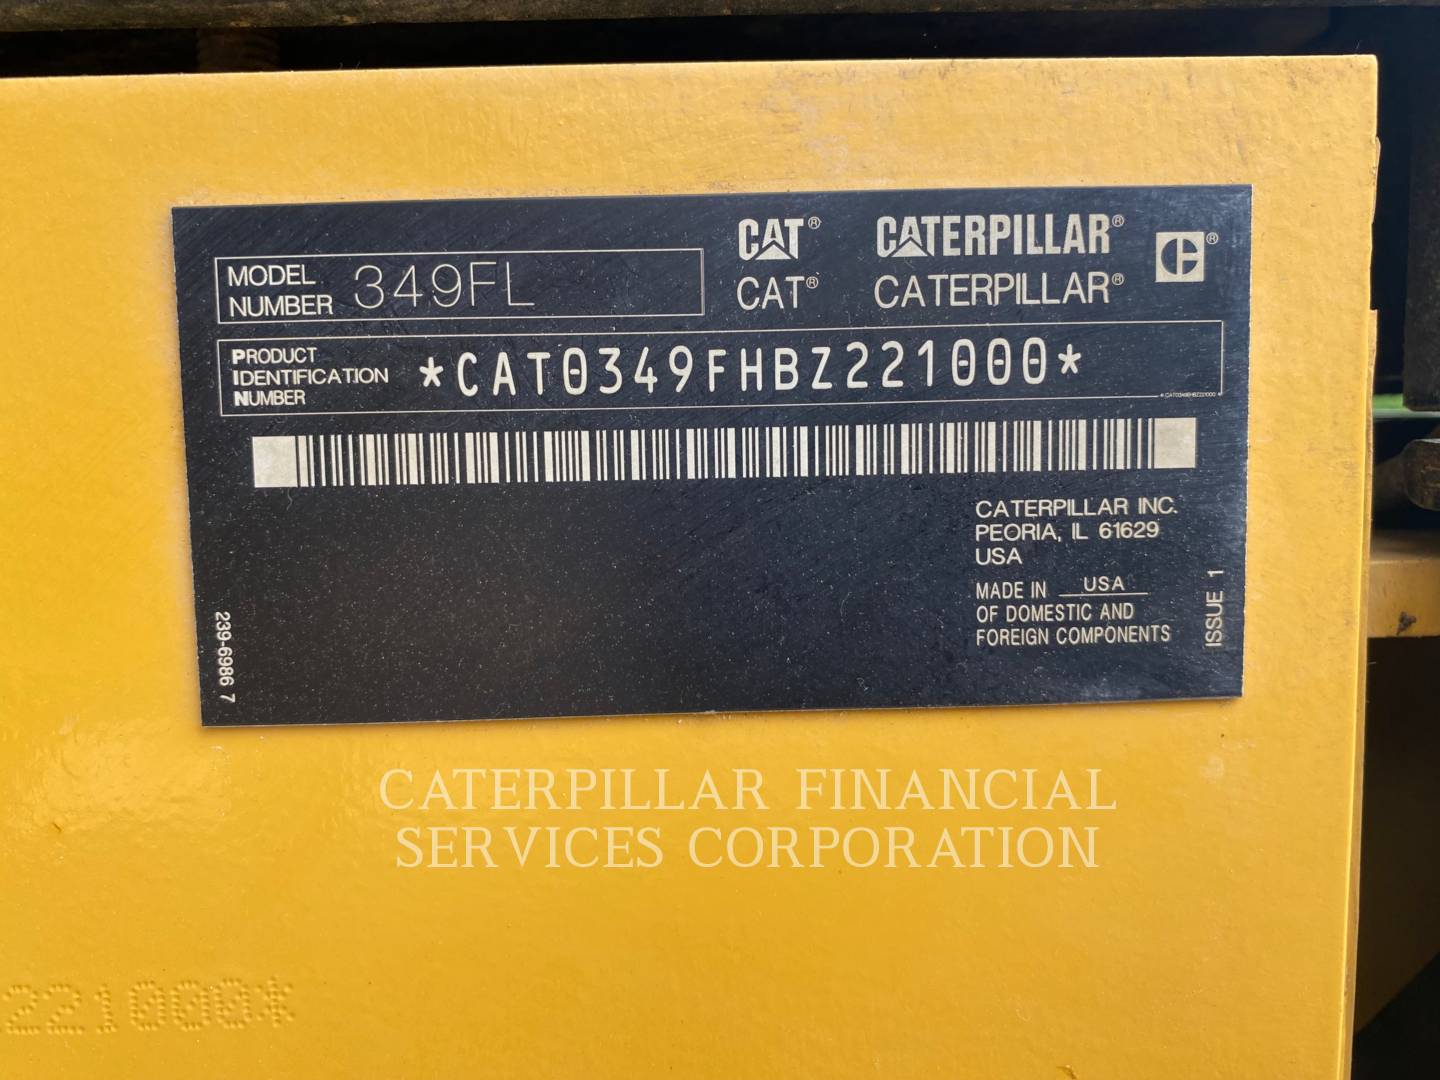 CAT® CATERPILLAR® C®
CAT® CATERPILLAR®
MODEL NUMBER 349FL
PRODUCT IDENTIFICATION NUMBER *CAT0349FHBZ221000*
CATERPILLAR INC.
PEORIA, IL 61629
USA
MADE IN USA
OF DOMESTIC AND
FOREIGN COMPONENTS
ISSUE 1
239-6986 7
CATERPILLAR FINANCIAL
SERVICES CORPORATION
221000*